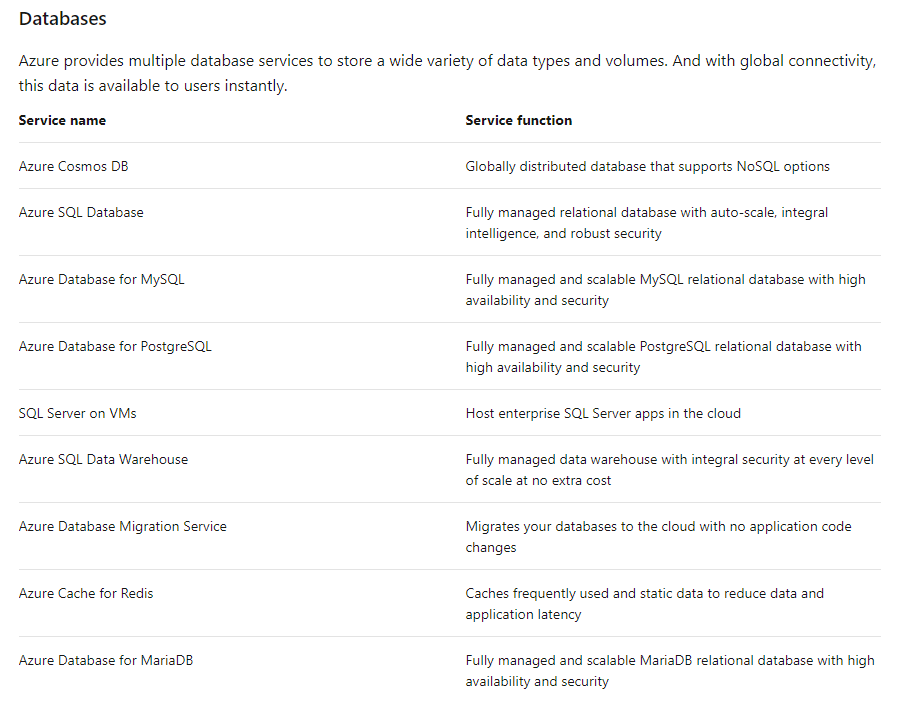 Databases
Azure provides multiple database services to store a wide variety of data types and volumes. And with global connectivity,
this data is available to users instantly.
Service name Service function
Azure Cosmos DB Globally distributed database that supports NoSQL options
Azure SQL Database Fully managed relational database with auto-scale, integral
intelligence, and robust security
Azure Database for MySQL Fully managed and scalable MySQL relational database with high
availability and security
Azure Database for PostgreSQL Fully managed and scalable PostgreSQL relational database with
high availability and security
SQL Server on VMs Host enterprise SQL Server apps in the cloud
Azure SQL Data Warehouse Fully managed data warehouse with integral security at every level
of scale at no extra cost
Azure Database Migration Service Migrates your databases to the cloud with no application code
changes
Azure Cache for Redis Caches frequently used and static data to reduce data and
application latency
Azure Database for MariaDB Fully managed and scalable MariaDB relational database with high
availability and security